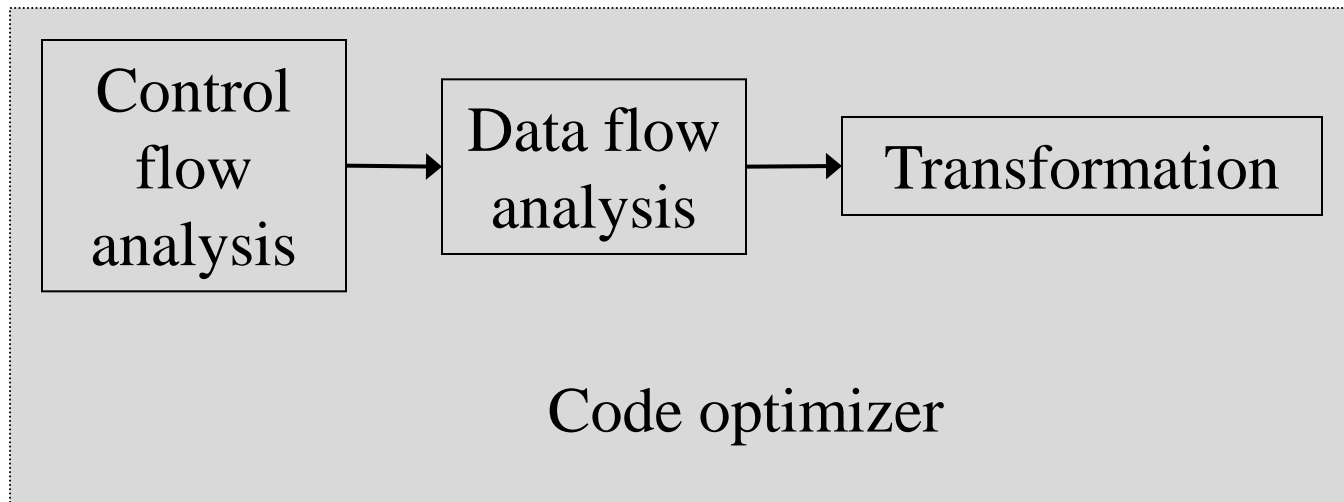 Control
flow
analysis
Data flow
analysis
Transformation
Code optimizer